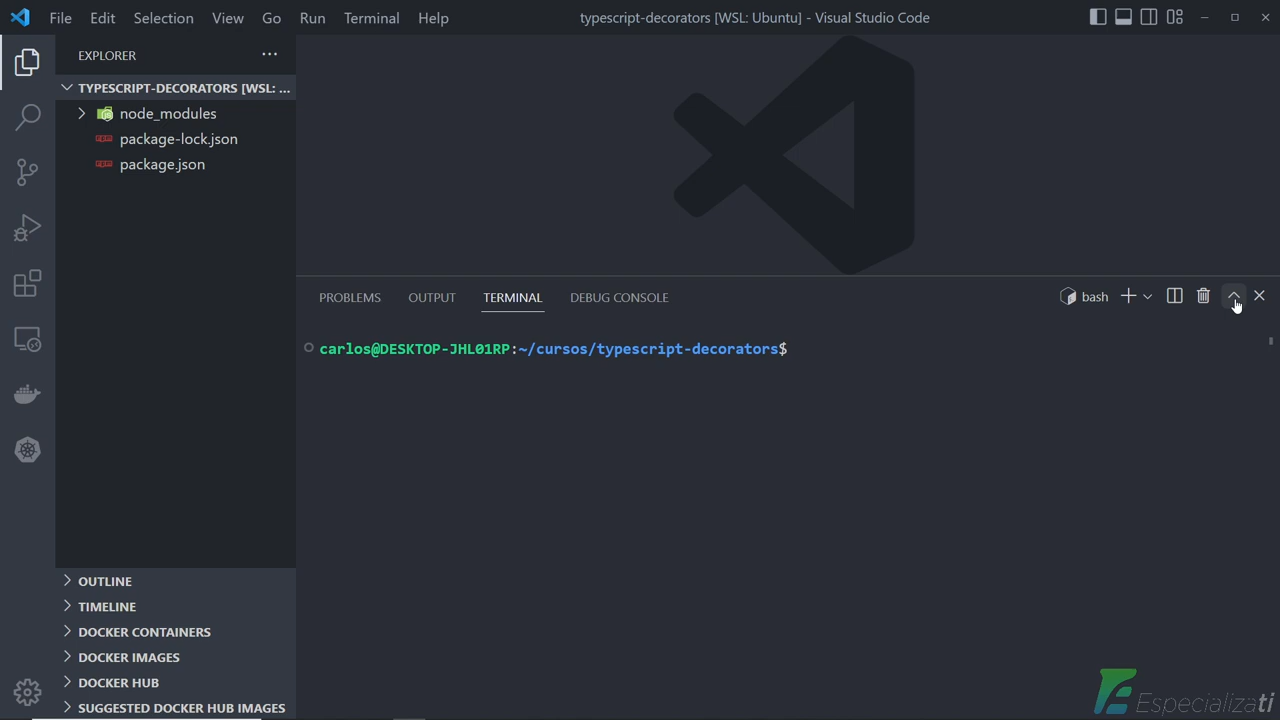 File Edit Selection View Go Run Terminal Help
typescript-decorators [WSL: Ubuntu] - Visual Studio Code
EXPLORER
TYPESCRIPT-DECORATORS [WSL: ...
node_modules
package-lock.json
package.json
PROBLEMS OUTPUT TERMINAL DEBUG CONSOLE
bash
carlos@DESKTOP-JHL01RP:~/cursos/typescript-decorators$
OUTLINE
TIMELINE
DOCKER CONTAINERS
DOCKER IMAGES
DOCKER HUB
SUGGESTED DOCKER HUB IMAGES
Especializati